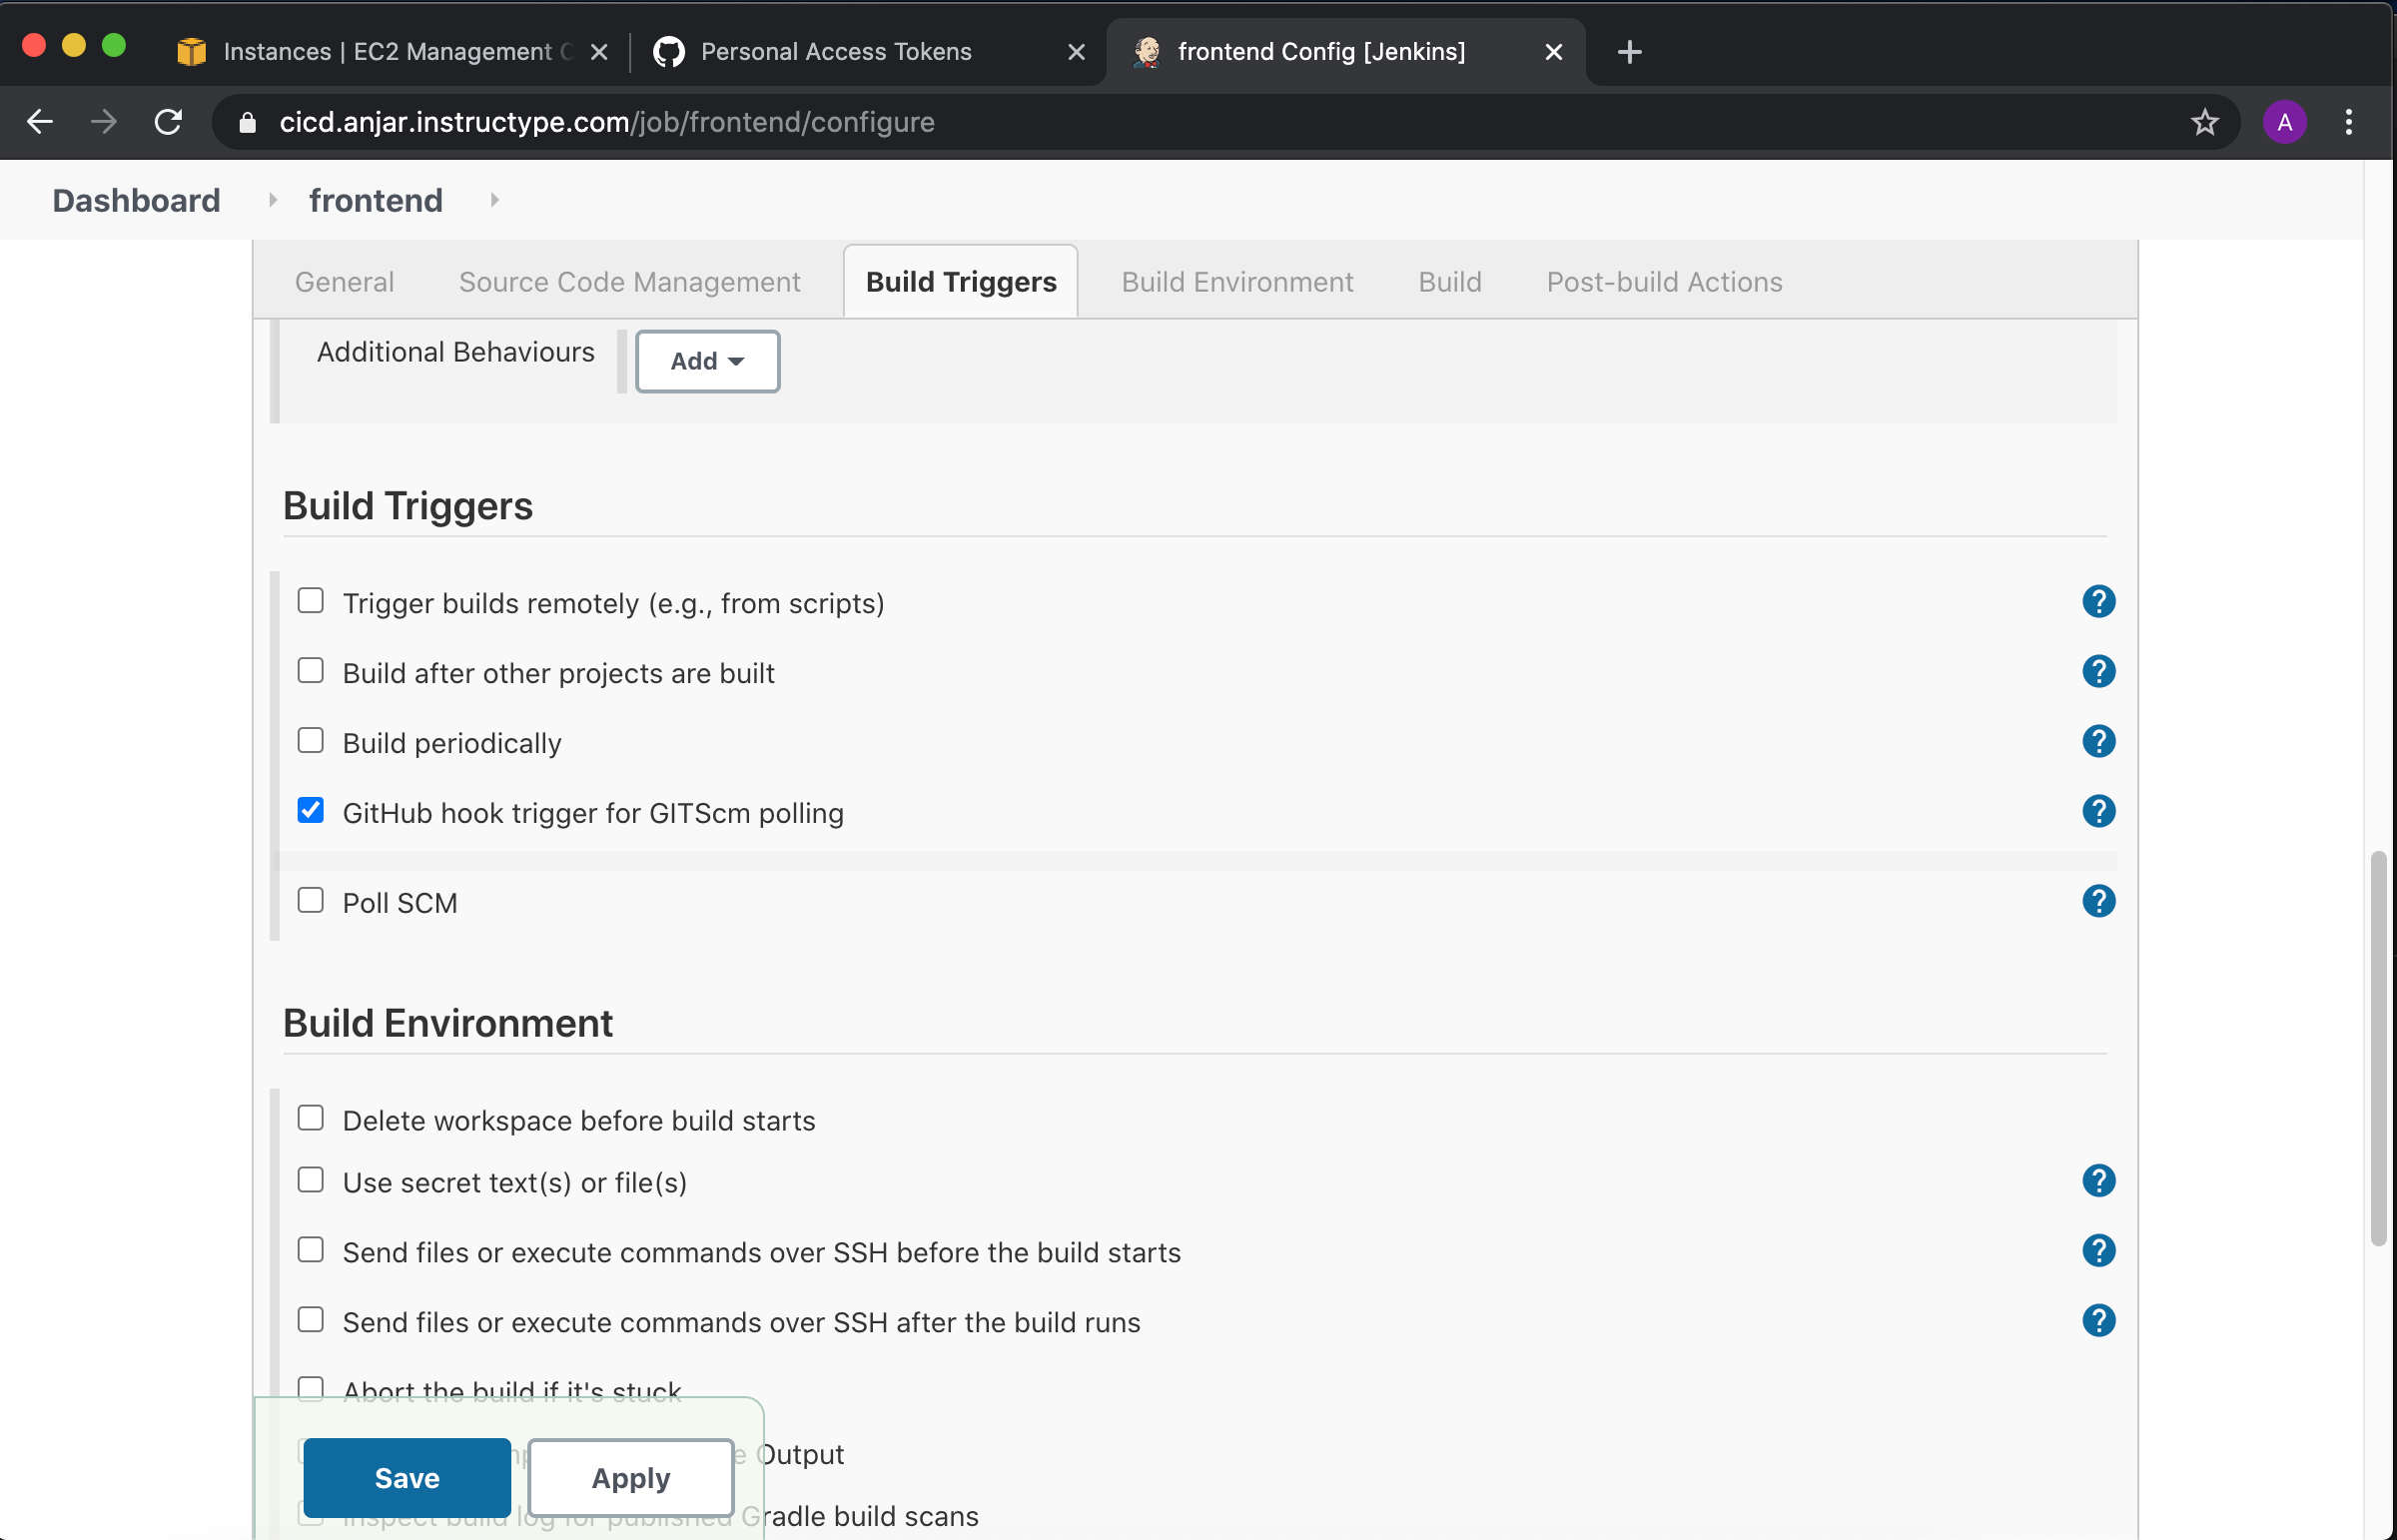 Instances | EC2 Management C
Personal Access Tokens
frontend Config [Jenkins]
cicd.anjar.instructype.com/job/frontend/configure
A
Dashboard
frontend
General
Source Code Management
Build Triggers
Build Environment
Build
Post-build Actions
Additional Behaviours
Add
Build Triggers
Trigger builds remotely (e.g., from scripts)
?
Build after other projects are built
?
Build periodically
?
GitHub hook trigger for GITScm polling
?
Poll SCM
?
Build Environment
Delete workspace before build starts
Use secret text(s) or file(s)
?
Send files or execute commands over SSH before the build starts
?
Send files or execute commands over SSH after the build runs
?
Abort the build if it's stuck
Output
Save
Apply
Inspect build log for published Gradle build scans